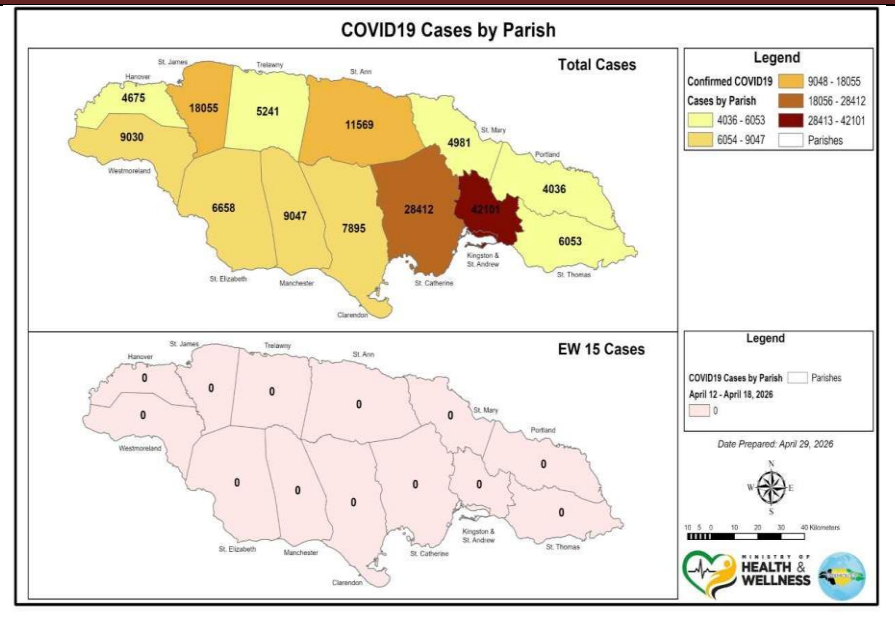 COVID19 Cases by Parish
Total Cases
St. James
Trelawny
St. Ann
Hanover
4675
18055
5241
11569
4981
St. Mary
9030
Westmoreland
Portland
4036
6658
9047
7895
28412
42101
6053
Kingston &
St. Andrew
St. Thomas
St. Elizabeth
Manchester
St. Catherine
Clarendon
Legend
Confirmed COVID19
Cases by Parish
4036 - 6053
6054 - 9047
9048 - 18055
18056 - 28412
28413 - 42101
Parishes
EW 15 Cases
St. James
Trelawny
St. Ann
Hanover
0
0
0
0
0
St. Mary
0
Westmoreland
Portland
0
0
0
0
0
0
0
Kingston &
St. Andrew
St. Thomas
St. Elizabeth
Manchester
St. Catherine
Clarendon
Legend
COVID19 Cases by Parish
Parishes
April 12 - April 18, 2026
0
Date Prepared: April 29, 2026
N
W E
S
10 5 0 10 20 30 40 Kilometers
MINISTRY OF
HEALTH &
WELLNESS